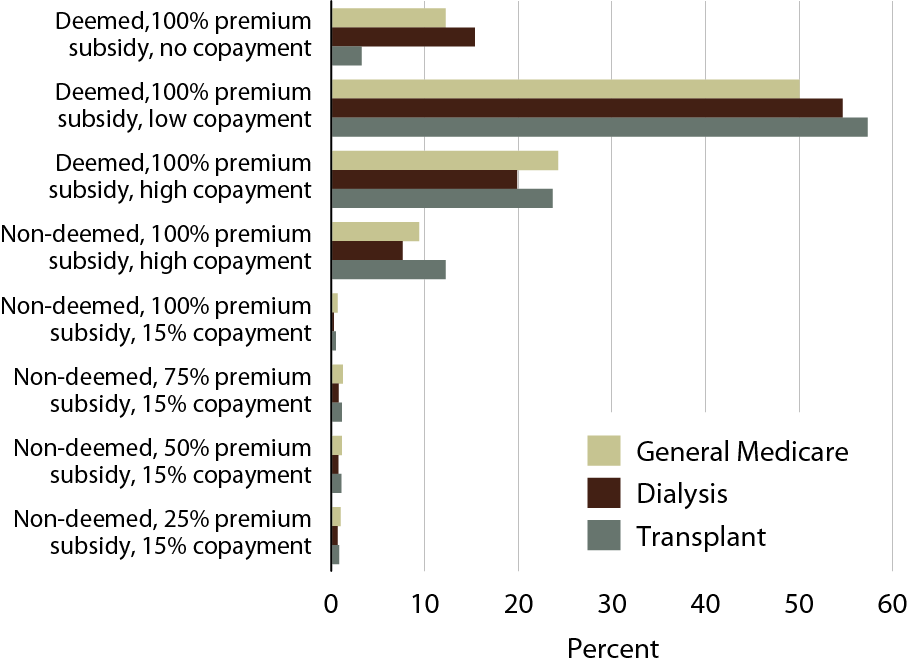 Deemed,100% premium
subsidy, no copayment
Deemed,100% premium
subsidy, low copayment
Deemed,100% premium
subsidy, high copayment
Non-deemed, 100% premium
subsidy, high copayment
Non-deemed, 100% premium
subsidy, 15% copayment
Non-deemed, 75% premium
subsidy, 15% copayment
Non-deemed, 50% premium
subsidy, 15% copayment
Non-deemed, 25% premium
subsidy, 15% copayment
General Medicare
Dialysis
Transplant
0 10 20 30 40 50 60
Percent